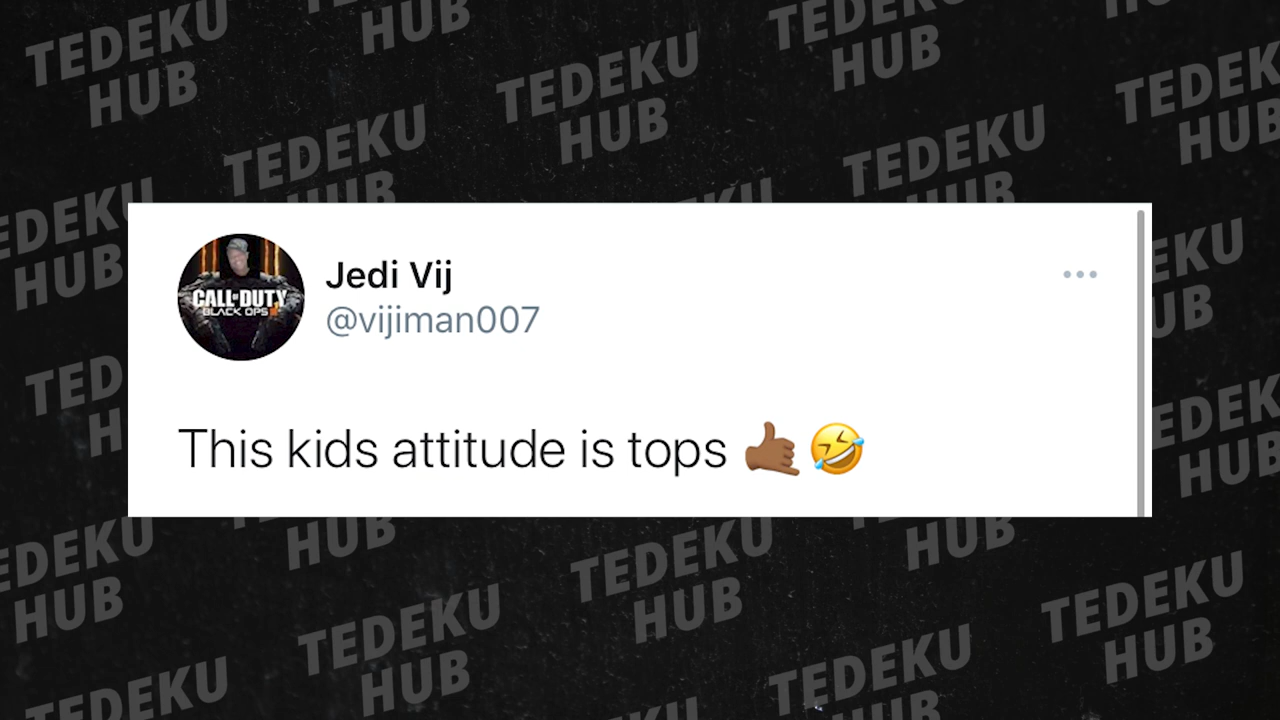 TEDEKU
HUB
Jedi Vij
@vijiman007
CALL OF DUTY
BLACK OPS
This kids attitude is tops 🤙🏾🤣